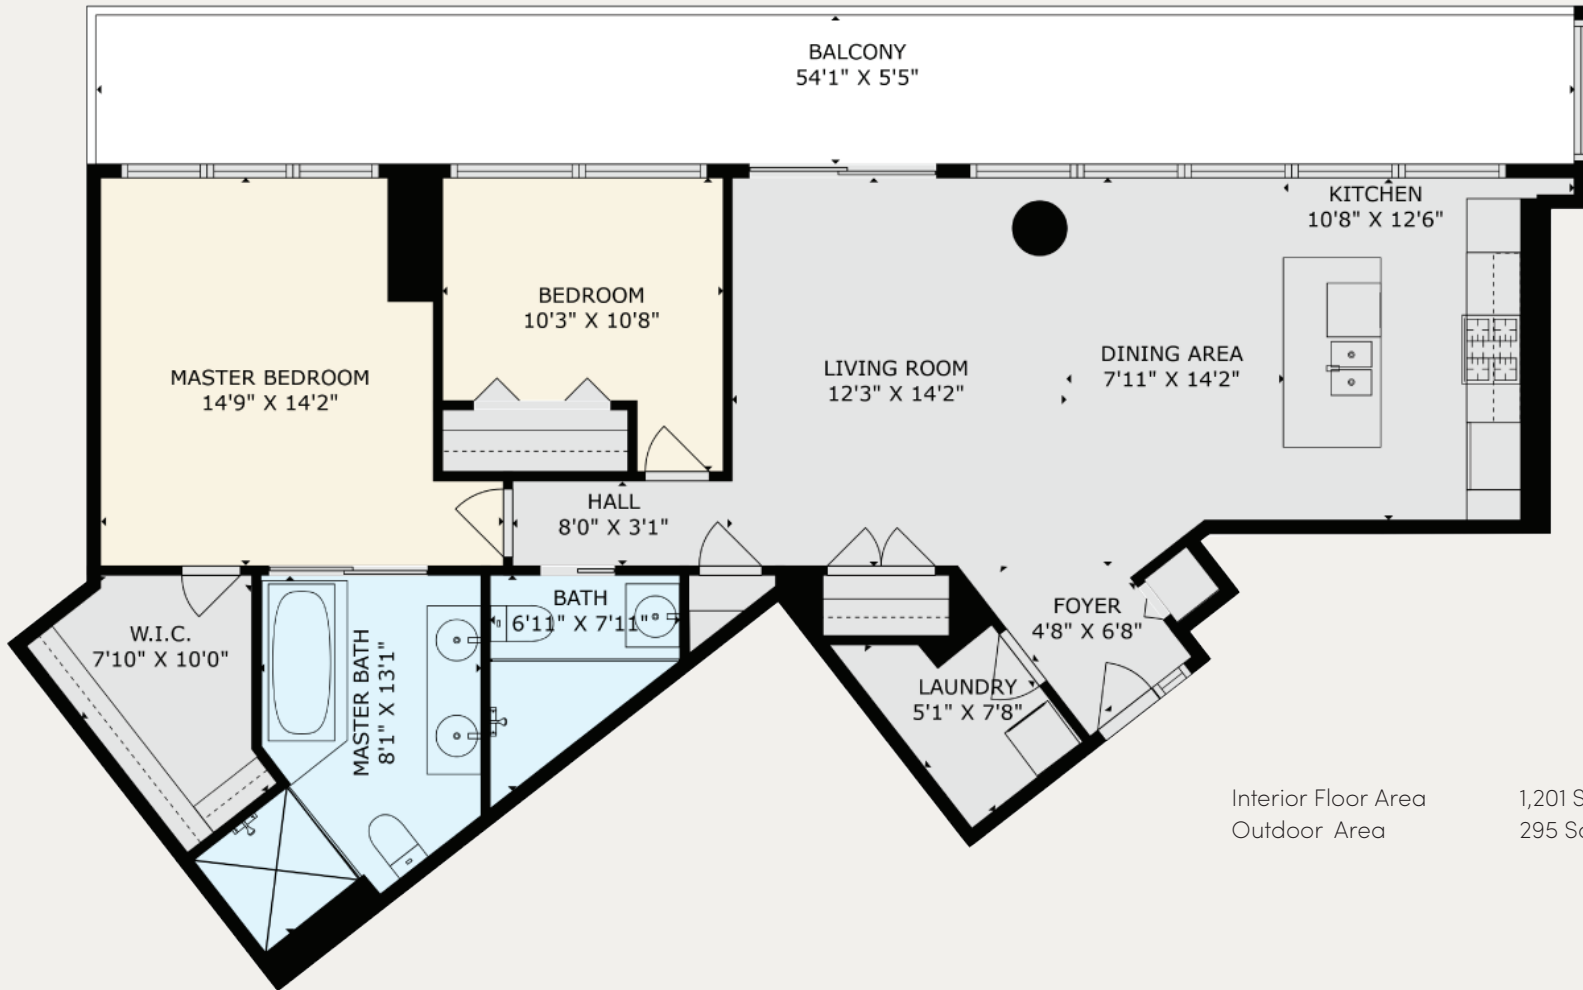 BALCONY
54'1" X 5'5"
KITCHEN
10'8" X 12'6"
BEDROOM
10'3" X 10'8"
MASTER BEDROOM
14'9" X 14'2"
LIVING ROOM
12'3" X 14'2"
DINING AREA
7'11" X 14'2"
HALL
8'0" X 3'1"
BATH
6'11" X 7'11"
FOYER
4'8" X 6'8"
W.I.C.
7'10" X 10'0"
MASTER BATH
8'1" X 13'1"
LAUNDRY
5'1" X 7'8"
Interior Floor Area 1,201
Outdoor Area 295